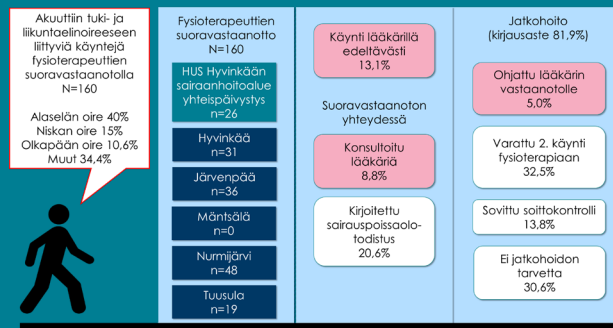 Akuuttiin tuki- ja
liikuntaelinoireeseen
liittyviä käyntejä
fysioterapeuttien
suoravastaanotolla
N=160
Alaselän oire 40%
Niskan oire 15%
Olkapään oire 10,6%
Muut 34,4%
Fysioterapeuttien
suoravastaanotto
N=160
HUS Hyvinkään
sairaanhoitoalue
yhteispäivystys
n=26
Hyvinkää
n=31
Järvenpää
n=36
Mäntsälä
n=0
Nurmijärvi
n=48
Tuusula
n=19
Käynti lääkärillä
edeltävästi
13,1%
Suoravastaanoton
yhteydessä
Konsultoitu
lääkäriä
8,8%
Kirjoitettu
sairauspoissaolo-
todistus
20,6%
Jatkohoito
(kirjausaste 81,9%)
Ohjattu lääkärin
vastaanotolle
5,0%
Varattu 2. käynti
fysioterapiaan
32,5%
Sovittu soittokontrolli
13,8%
Ei jatkohoidon
tarvetta
30,6%